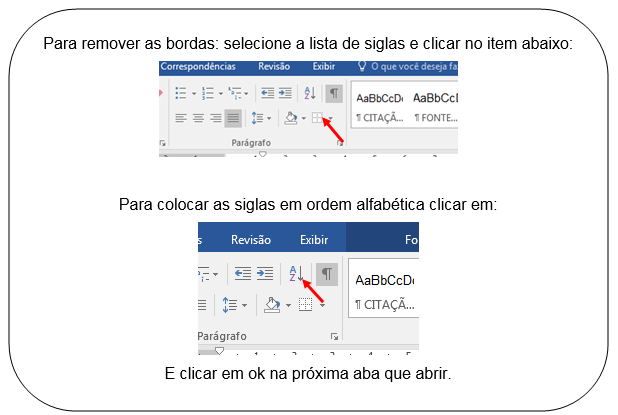 Para remover as bordas: selecione a lista de siglas e clicar no item abaixo:
Correspondências Revisão Exibir O que você deseja fa
AaBbCcDc AaBbCcDd
¶ CITAÇÃ... ¶ FONTE...
Parágrafo
Para colocar as siglas em ordem alfabética clicar em:
s Revisão Exibir Fo
AaBbCcDc
¶ CITAÇÃ...
Parágrafo
E clicar em ok na próxima aba que abrir.